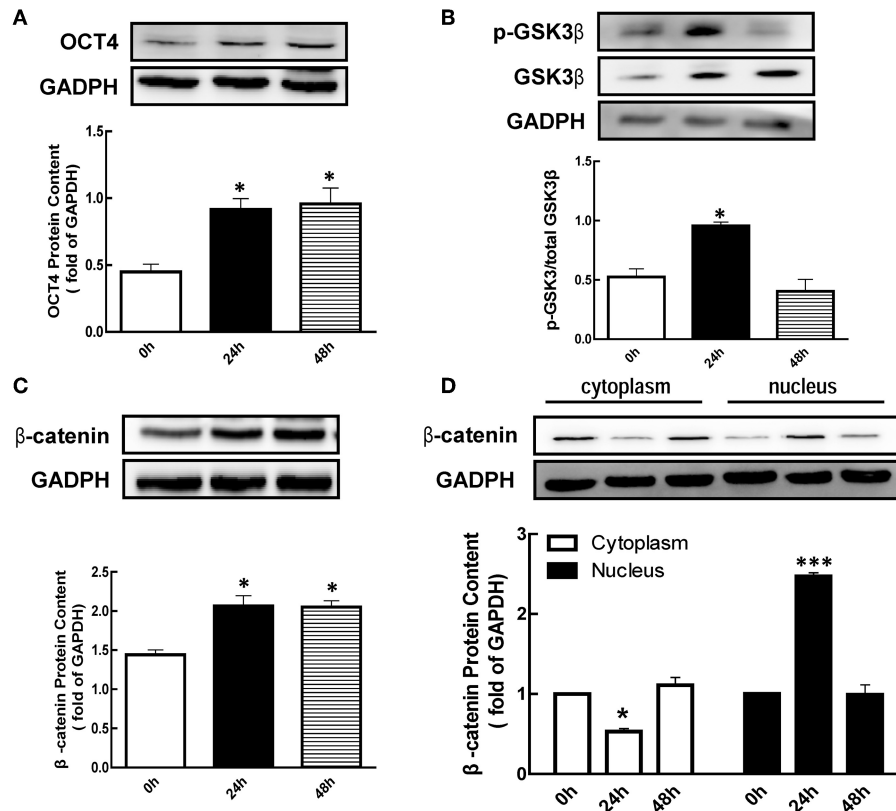 A
OCT4
GADPH
OCT4 Protein Content
( fold of GAPDH)
1.5
1.0
0.5
0.0
*
*
0h
24h
48h
B
p-GSK3β
GSK3β
GADPH
p-GSK3/total GSK3β
1.5
1.0
0.5
0.0
*
0h
24h
48h
C
β-catenin
GADPH
β -catenin Protein Content
( fold of GAPDH)
2.5
2.0
1.5
1.0
0.5
0.0
*
*
0h
24h
48h
D
cytoplasm nucleus
β-catenin
GADPH
β -catenin Protein Content
( fold of GAPDH)
3
2
1
0
Cytoplasm
Nucleus
*
***
0h
24h
48h
0h
24h
48h